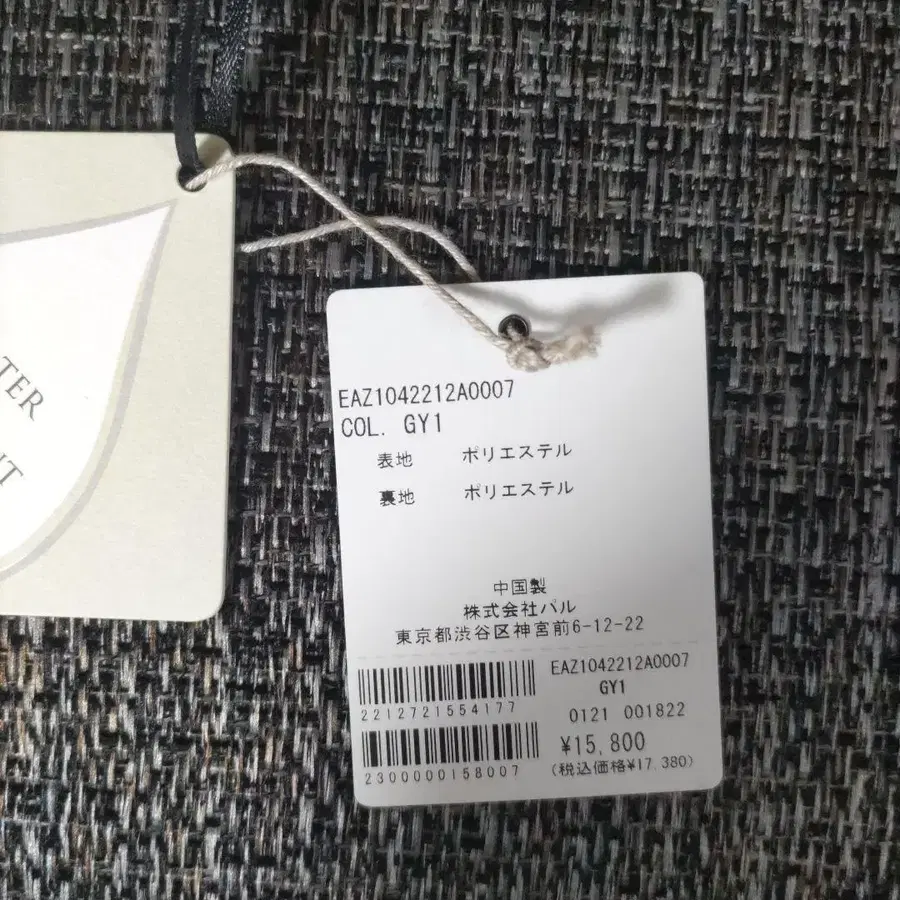 TER
NT
EAZ1042212A0007
COL. GY1
表地 ポリエステル
裏地 ポリエステル
中国製
株式会社パル
東京都渋谷区神宮前6-12-22
EAZ1042212A0007
GY1
2212721554177
0121 001822
¥15,800
2300000158007
(税込価格¥17.380)